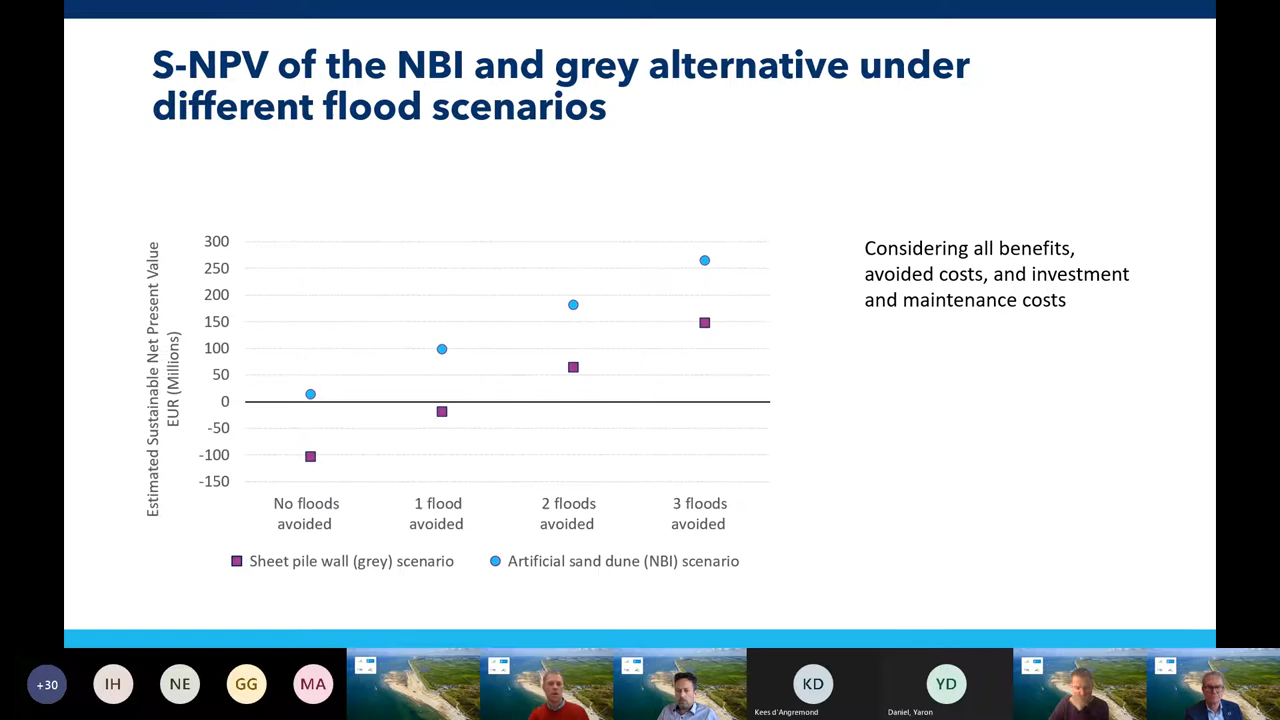 S-NPV of the NBI and grey alternative under
different flood scenarios
Estimated Sustainable Net Present Value
EUR (Millions)
300
250
200
150
100
50
0
-50
-100
-150
No floods
avoided
1 flood
avoided
2 floods
avoided
3 floods
avoided
Sheet pile wall (grey) scenario
Artificial sand dune (NBI) scenario
Considering all benefits,
avoided costs, and investment
and maintenance costs
+30
IH
NE
GG
MA
KD
Kees d'Angremond
YD
Daniel, Yaron